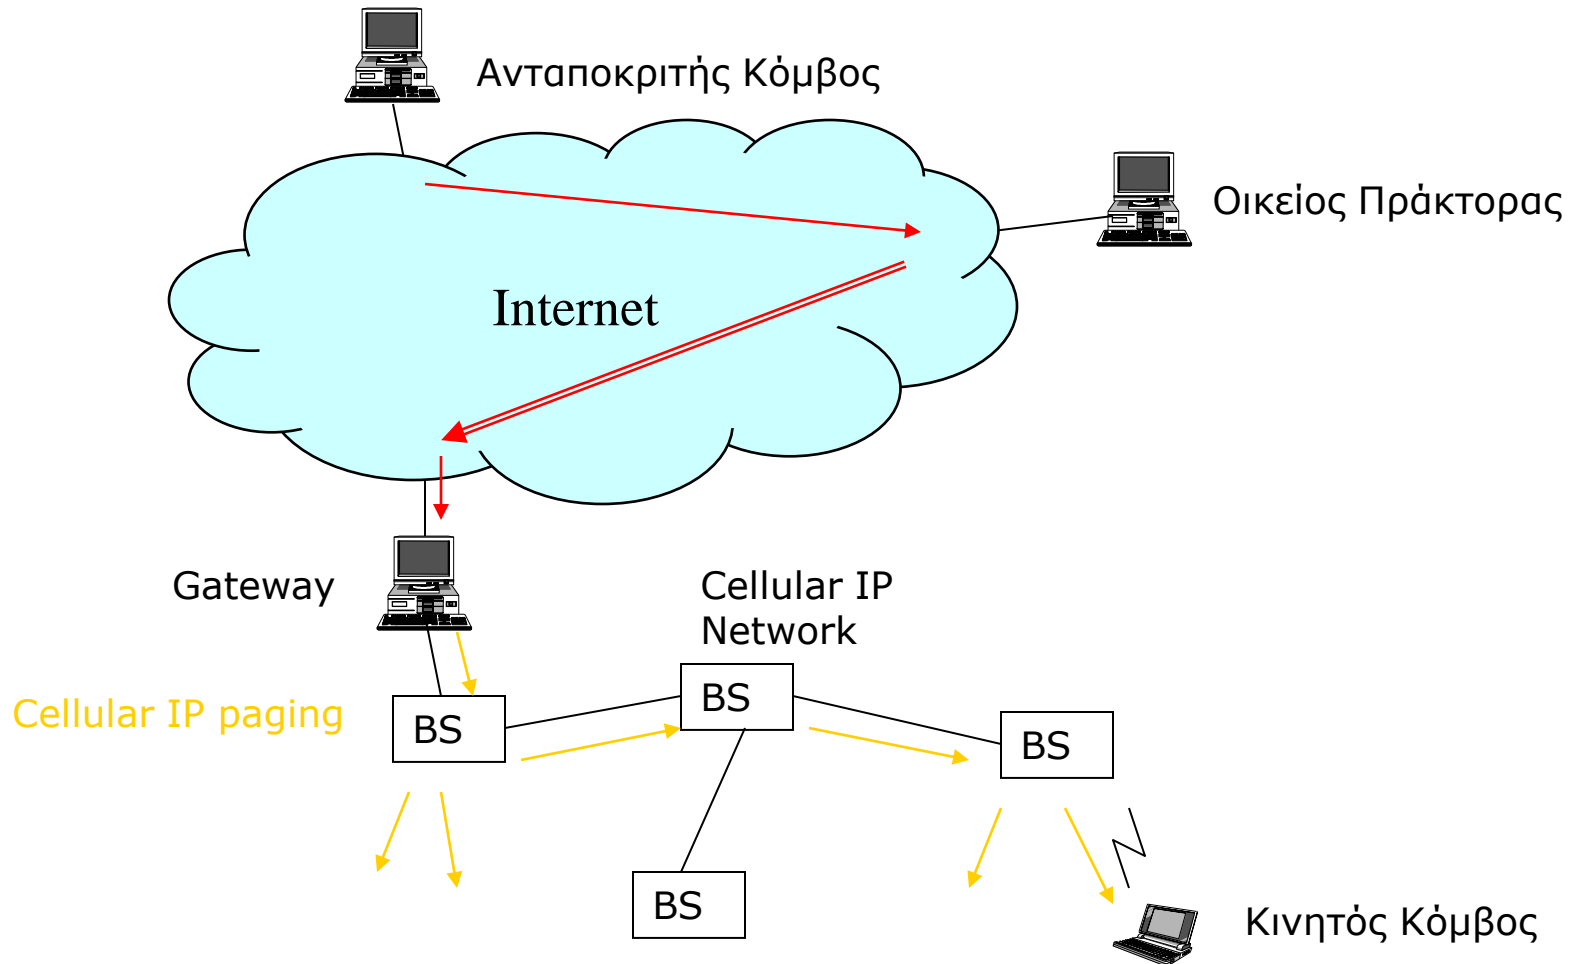 Ανταποκριτής Κόμβος
Οικείος Πράκτορας
Internet
Gateway
Cellular IP
Network
Cellular IP paging
BS
BS
BS
BS
Κινητός Κόμβος